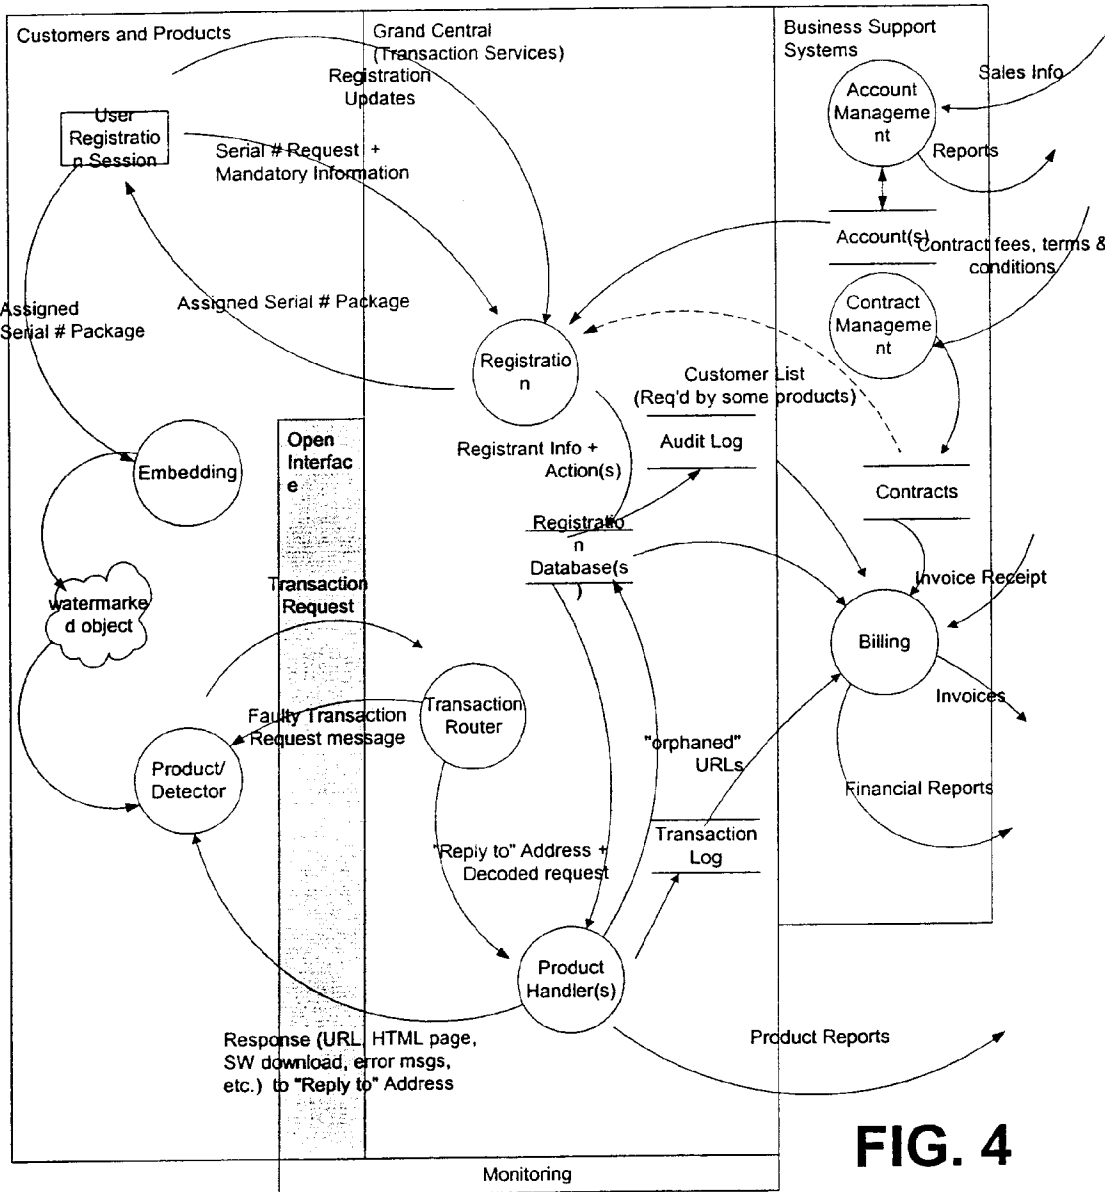 Customers and Products
Grand Central
(Transaction Services)
Business Support
Systems
Registration
Updates
Sales Info
Account
Manageme
nt
User
Registratio
n Session
Serial # Request +
Mandatory Information
Reports
Account(s)
Contract fees, terms &
conditions
Assigned
Serial # Package
Assigned Serial # Package
Contract
Manageme
nt
Registratio
n
Customer List
(Req'd by some products)
Open
Interfac
e
Registrant Info +
Action(s)
Audit Log
Embedding
Contracts
Registratio
n
Database(s
)
Transaction
Request
Invoice Receipt
watermarke
d object
Billing
Transaction
Router
Invoices
Faulty Transaction
Request message
"orphaned"
URLs
Product/
Detector
Financial Reports
Transaction
Log
"Reply to" Address +
Decoded request
Product
Handler(s)
Response (URL, HTML page,
SW download, error msgs,
etc.) to "Reply to" Address
Product Reports
FIG. 4
Monitoring